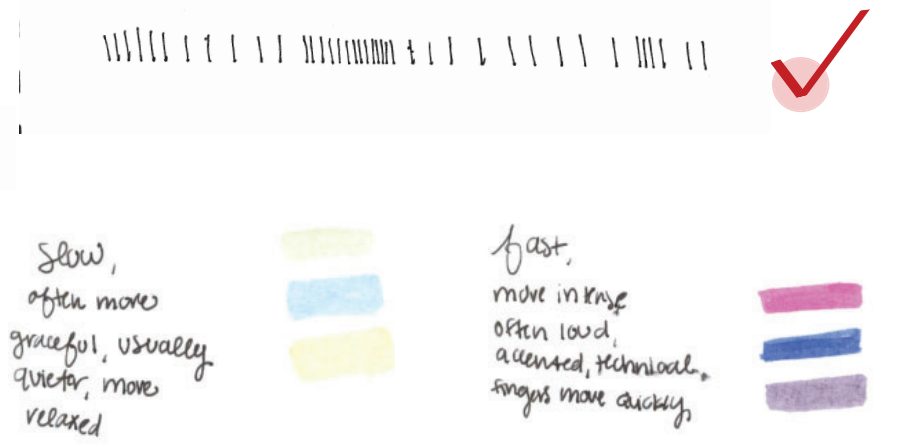 slow,
often more
graceful, usually
quieter, more
relaxed
fast,
more intense
often loud,
accented, technical.
fingers move quickly,